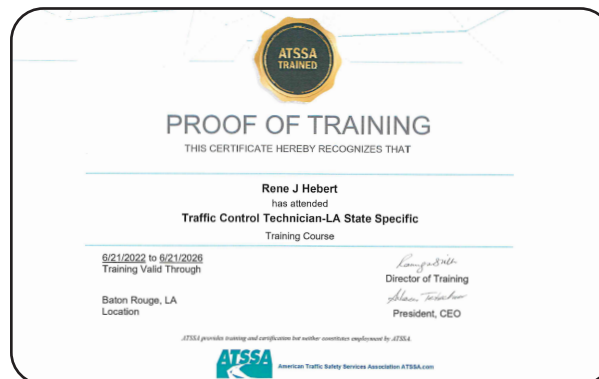 ATSSA
TRAINED
PROOF OF TRAINING
THIS CERTIFICATE HEREBY RECOGNIZES THAT
Rene J Hebert
has attended
Traffic Control Technician-LA State Specific
Training Course
6/21/2022 to 6/21/2026
Training Valid Through
Director of Training
Baton Rouge, LA
Location
President, CEO
ATSSA provides training and certification but neither constitutes employment by ATSSA
ATSSA
American Traffic Safety Services Association ATSSA.com